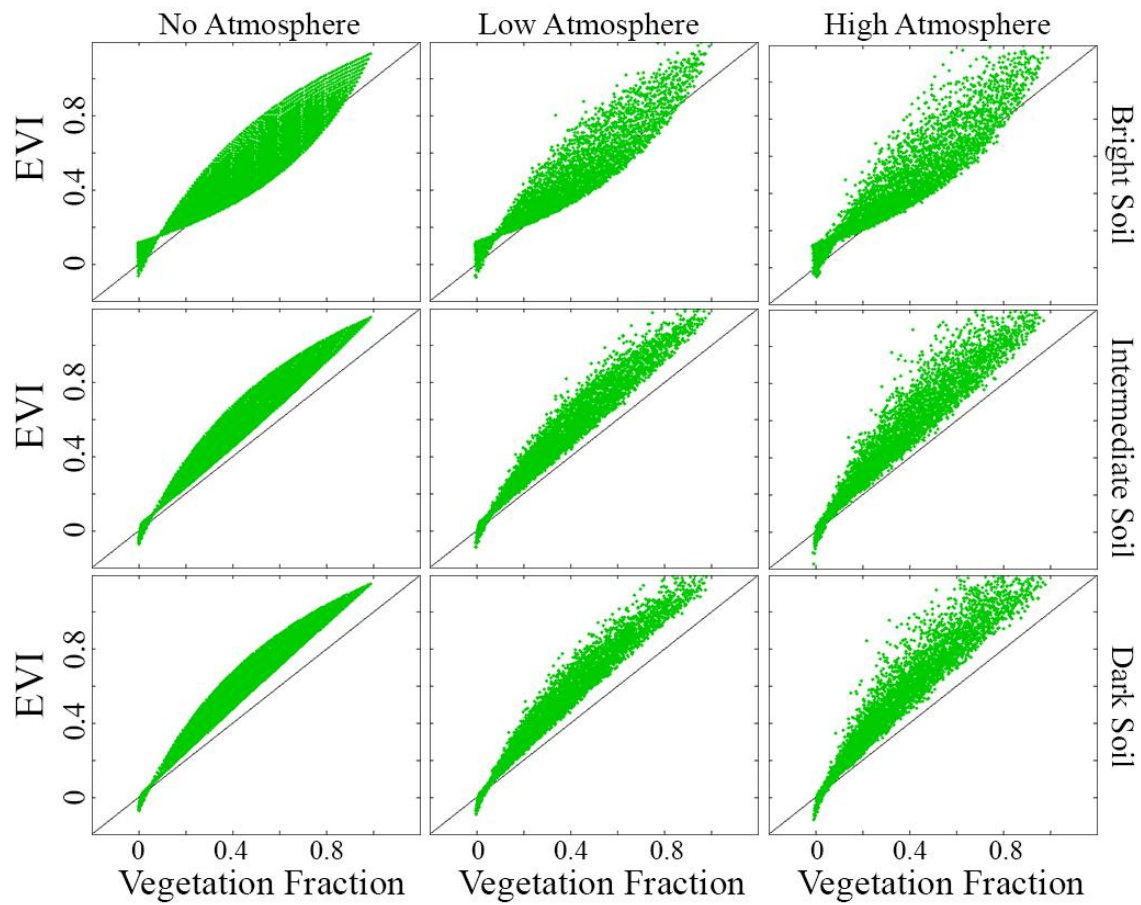 No Atmosphere
Low Atmosphere
High Atmosphere
EVI
0.8
0.4
0
Bright Soil
EVI
0.8
0.4
0
Intermediate Soil
EVI
0.8
0.4
0
Dark Soil
0 0.4 0.8
0 0.4 0.8
0 0.4 0.8
Vegetation Fraction
Vegetation Fraction
Vegetation Fraction